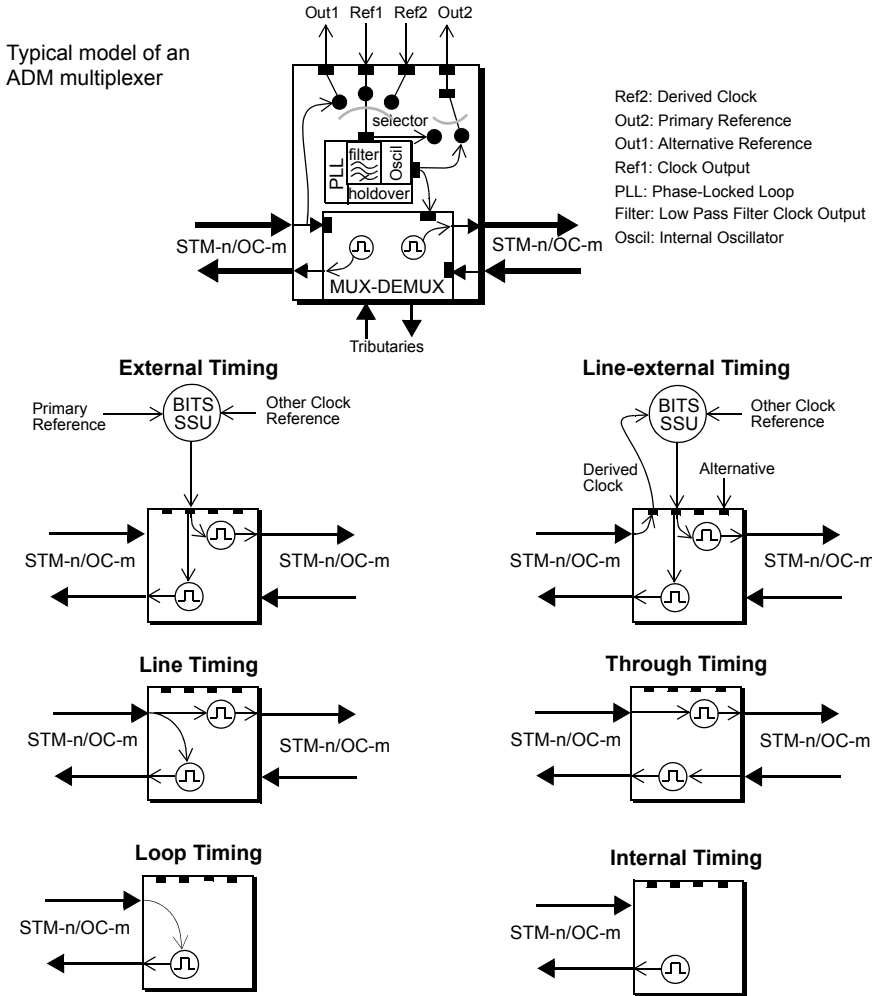 Out1 Ref1 Ref2 Out2
Typical model of an
ADM multiplexer
selector
PLL
filter
Oscil
holdover
STM-n/OC-m
STM-n/OC-m
MUX-DEMUX
Tributaries
Ref2: Derived Clock
Out2: Primary Reference
Out1: Alternative Reference
Ref1: Clock Output
PLL: Phase-Locked Loop
Filter: Low Pass Filter Clock Output
Oscil: Internal Oscillator
External Timing
Primary
Reference
BITS
SSU
Other Clock
Reference
STM-n/OC-m
STM-n/OC-m
Line-external Timing
BITS
SSU
Other Clock
Reference
Derived
Clock
Alternative
STM-n/OC-m
STM-n/OC-m
Line Timing
STM-n/OC-m
STM-n/OC-m
Through Timing
STM-n/OC-m
STM-n/OC-m
Loop Timing
STM-n/OC-m
Internal Timing
STM-n/OC-m